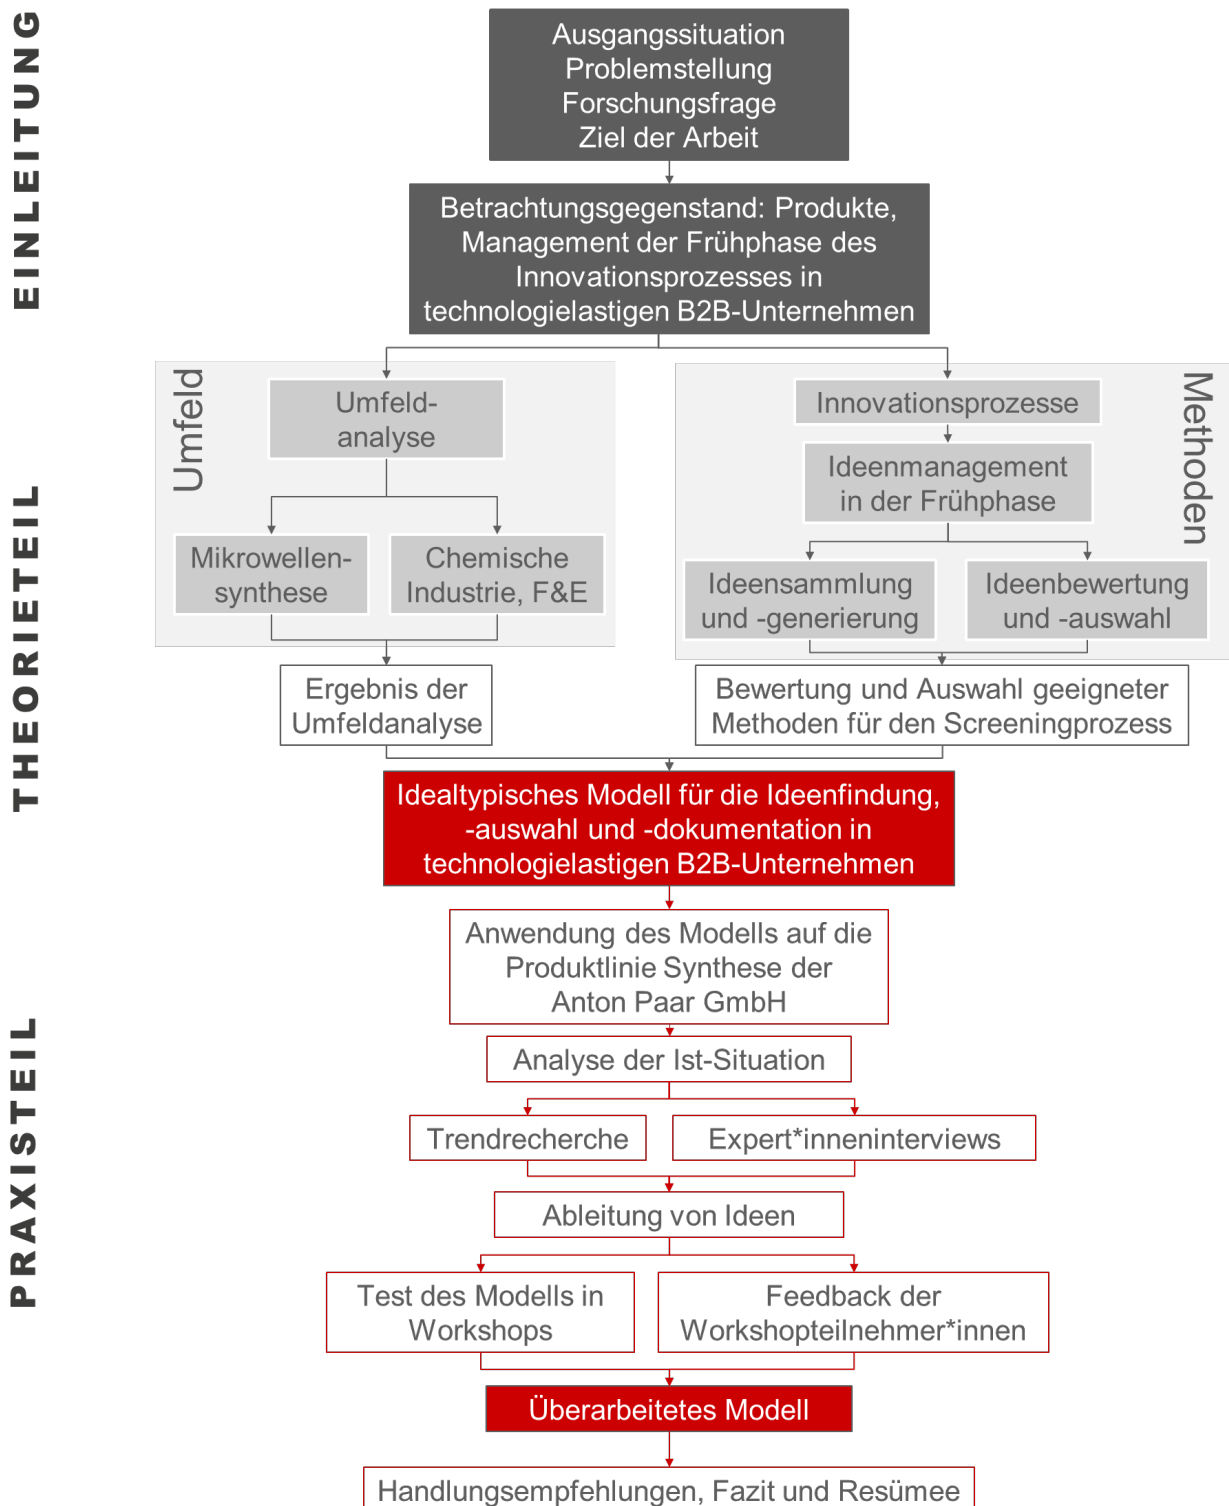 EINLEITUNG
Ausgangssituation
Problemstellung
Forschungsfrage
Ziel der Arbeit
Betrachtungsgegenstand: Produkte,
Management der Frühphase des
Innovationsprozesses in
technologielastigen B2B-Unternehmen
THEORIETEIL
Umfeld
Umfeld-
analyse
Mikrowellen-
synthese
Chemische
Industrie, F&E
Ergebnis der
Umfeldanalyse
Methoden
Innovationsprozesse
Ideenmanagement
in der Frühphase
Ideensammlung
und -generierung
Ideenbewertung
und -auswahl
Bewertung und Auswahl geeigneter
Methoden für den Screeningprozess
Idealtypisches Modell für die Ideenfindung,
-auswahl und -dokumentation in
technologielastigen B2B-Unternehmen
PRAXISTEIL
Anwendung des Modells auf die
Produktlinie Synthese der
Anton Paar GmbH
Analyse der Ist-Situation
Trendrecherche
Expert*inneninterviews
Ableitung von Ideen
Test des Modells in
Workshops
Feedback der
Workshopteilnehmer*innen
Überarbeitetes Modell
Handlungsempfehlungen, Fazit und Resümee